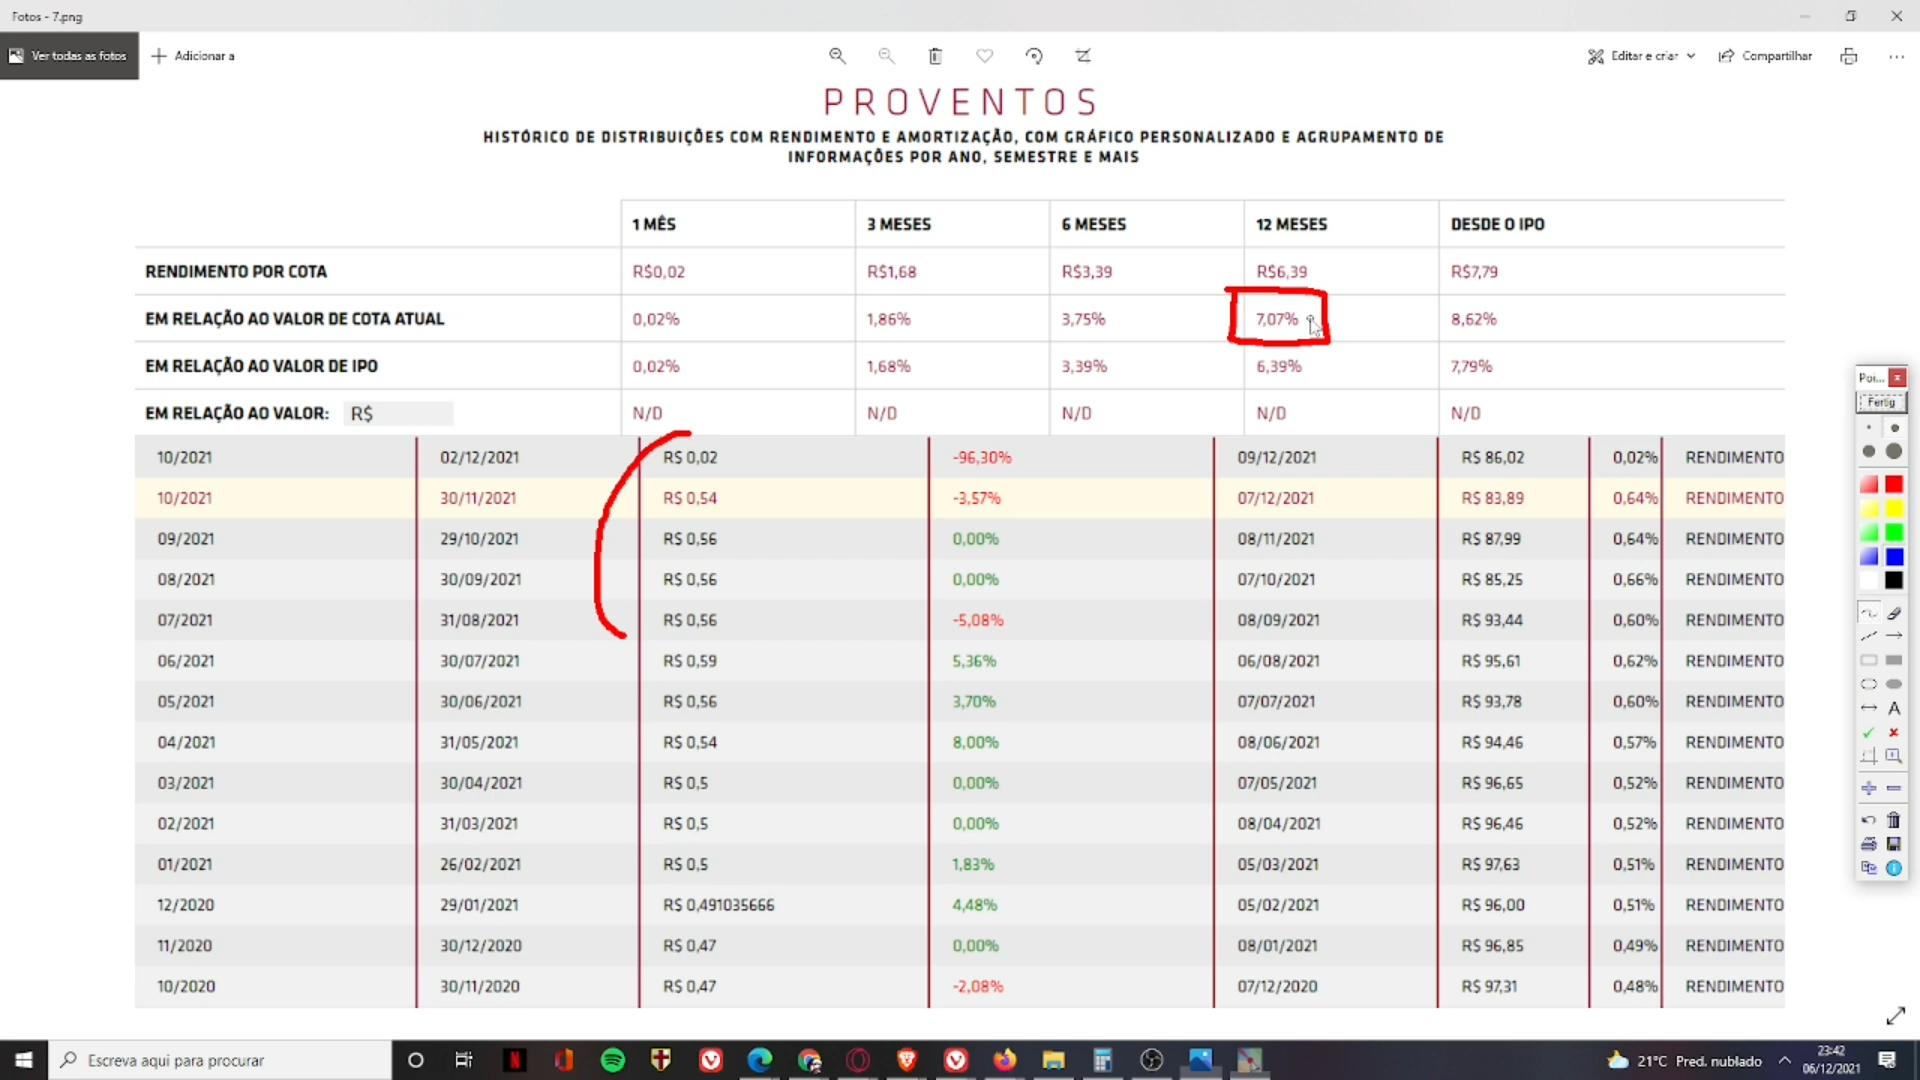 Fotos - 7.png
Ver todas as fotos
Adicionar a
Editar e criar
Compartilhar
PROVENTOS
HISTÓRICO DE DISTRIBUIÇÕES COM RENDIMENTO E AMORTIZAÇÃO, COM GRÁFICO PERSONALIZADO E AGRUPAMENTO DE
INFORMAÇÕES POR ANO, SEMESTRE E MAIS
1 MÊS 3 MESES 6 MESES 12 MESES DESDE O IPO
RENDIMENTO POR COTA R$0,02 R$1,68 R$3,39 R$6,39 R$7,79
EM RELAÇÃO AO VALOR DE COTA ATUAL 0,02% 1,86% 3,75% 7,07% 8,62%
EM RELAÇÃO AO VALOR DE IPO 0,02% 1,68% 3,39% 6,39% 7,79%
EM RELAÇÃO AO VALOR: R$ N/D N/D N/D N/D N/D
10/2021 02/12/2021 R$ 0,02 -96,30% 09/12/2021 R$ 86,02 0,02% RENDIMENTO
10/2021 30/11/2021 R$ 0,54 -3,57% 07/12/2021 R$ 83,89 0,64% RENDIMENTO
09/2021 29/10/2021 R$ 0,56 0,00% 08/11/2021 R$ 87,99 0,64% RENDIMENTO
08/2021 30/09/2021 R$ 0,56 0,00% 07/10/2021 R$ 85,25 0,66% RENDIMENTO
07/2021 31/08/2021 R$ 0,56 -5,08% 08/09/2021 R$ 93,44 0,60% RENDIMENTO
06/2021 30/07/2021 R$ 0,59 5,36% 06/08/2021 R$ 95,61 0,62% RENDIMENTO
05/2021 30/06/2021 R$ 0,56 3,70% 07/07/2021 R$ 93,78 0,60% RENDIMENTO
04/2021 31/05/2021 R$ 0,54 8,00% 08/06/2021 R$ 94,46 0,57% RENDIMENTO
03/2021 30/04/2021 R$ 0,5 0,00% 07/05/2021 R$ 96,65 0,52% RENDIMENTO
02/2021 31/03/2021 R$ 0,5 0,00% 08/04/2021 R$ 96,46 0,52% RENDIMENTO
01/2021 26/02/2021 R$ 0,5 1,83% 05/03/2021 R$ 97,63 0,51% RENDIMENTO
12/2020 29/01/2021 R$ 0,491035666 4,48% 05/02/2021 R$ 96,00 0,51% RENDIMENTO
11/2020 30/12/2020 R$ 0,47 0,00% 08/01/2021 R$ 96,85 0,49% RENDIMENTO
10/2020 30/11/2020 R$ 0,47 -2,08% 07/12/2020 R$ 97,31 0,48% RENDIMENTO
Poi...
Fertig
A
Escreva aqui para procurar
21°C Pred. nublado
23:42
06/12/2021